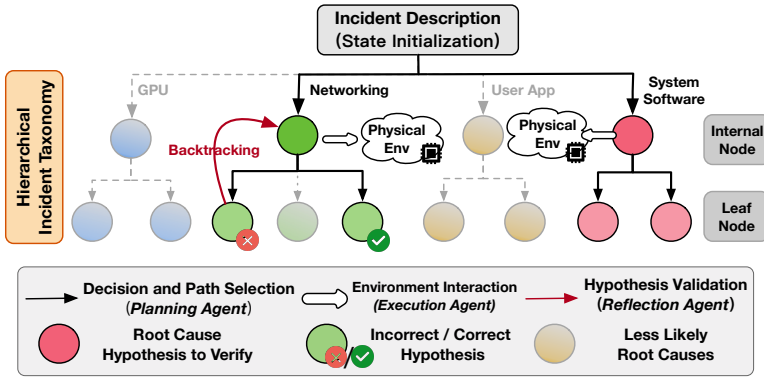 Incident Description
(State Initialization)
Hierarchical
Incident Taxonomy
GPU
Networking
User App
System
Software
Backtracking
Physical
Env
Physical
Env
Internal
Node
Leaf
Node
Decision and Path Selection
(Planning Agent)
Environment Interaction
(Execution Agent)
Hypothesis Validation
(Reflection Agent)
Root Cause
Hypothesis to Verify
/
Incorrect / Correct
Hypothesis
Less Likely
Root Causes